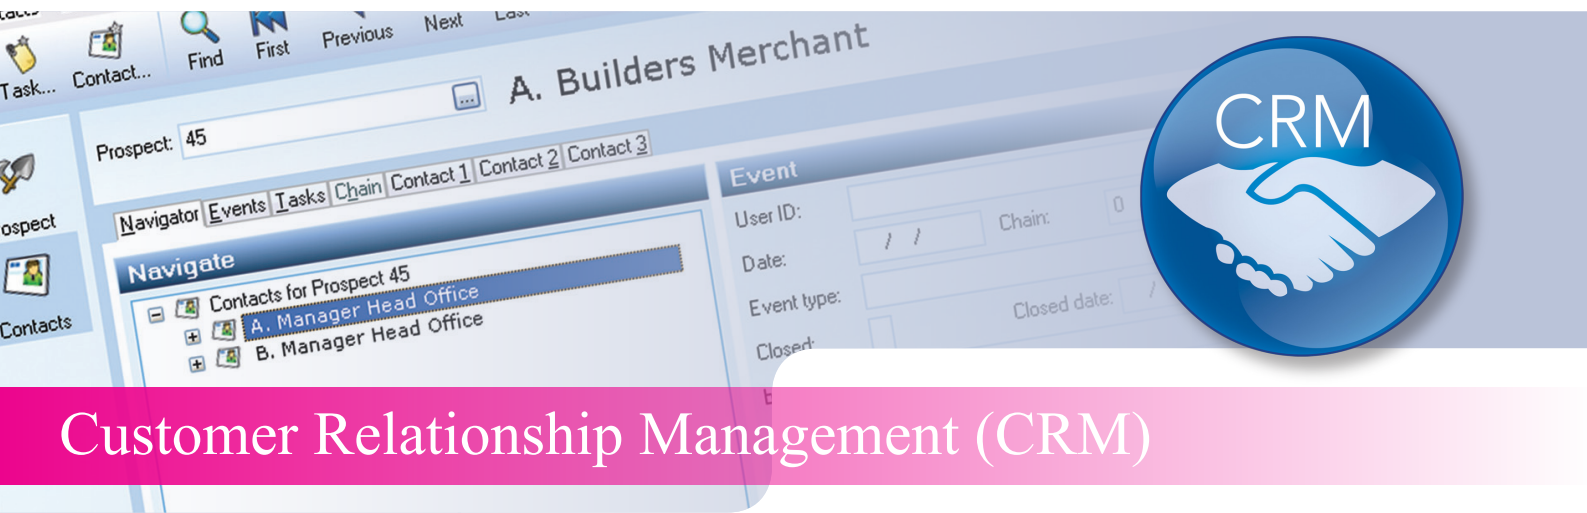 Task...
Contact...
Find
First
Previous
Next
Prospect: 45
...
A. Builders Merchant
Navigator Events Tasks Chain Contact 1 Contact 2 Contact 3
Contacts
Navigate
Contacts for Prospect 45
A. Manager Head Office
B. Manager Head Office
Event
User ID:
Date: / / Chain: 0
Event type:
Closed: Closed date: /
CRM
Customer Relationship Management (CRM)